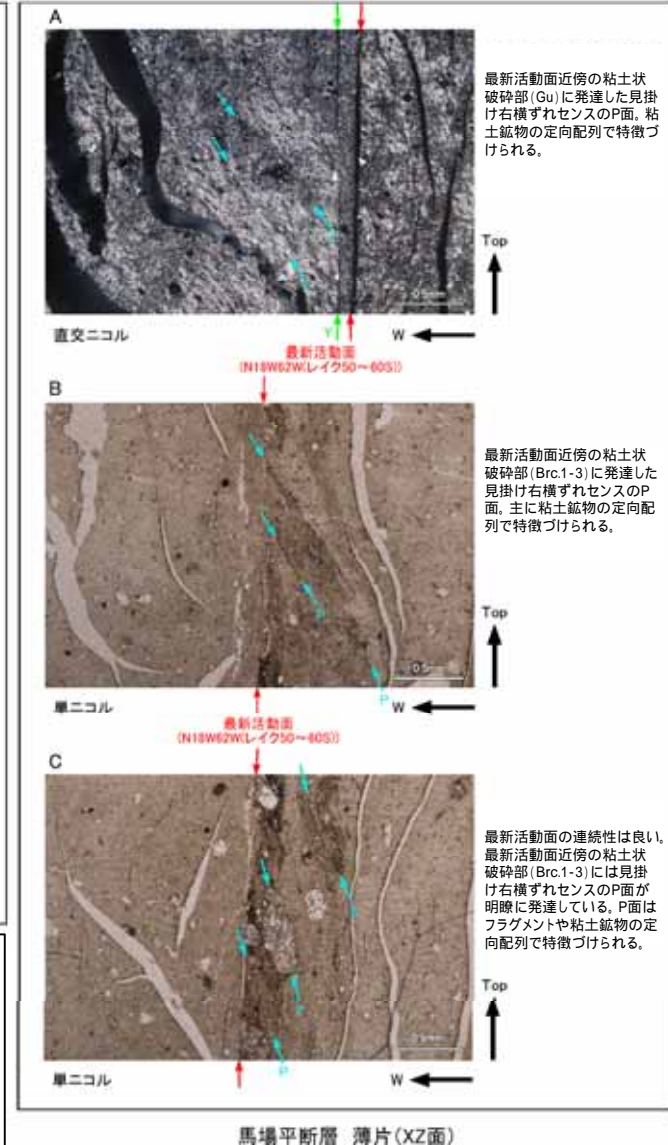 A
最新活動面近傍の粘土状
破砕部(Gu)に発達した見掛
け右横ずれセンスのP面。粘
土鉱物の定向配列で特徴づ
けられる。
0.5mm
Top
直交ニコル
Y
W
最新活動面
(N18W62W(レイク50～60S))
B
最新活動面近傍の粘土状
破砕部(Brc.1-3)に発達した
見掛け右横ずれセンスのP
面。主に粘土鉱物の定向配
列で特徴づけられる。
0.5mm
Top
P
単ニコル
W
最新活動面
(N18W62W(レイク50～60S))
C
最新活動面の連続性は良い。
最新活動面近傍の粘土状
破砕部(Brc.1-3)には見掛
け右横ずれセンスのP面が
明瞭に発達している。P面は
フラグメントや粘土鉱物の定
向配列で特徴づけられる。
0.5mm
Top
P
単ニコル
W
馬場平断層 薄片(XZ面)